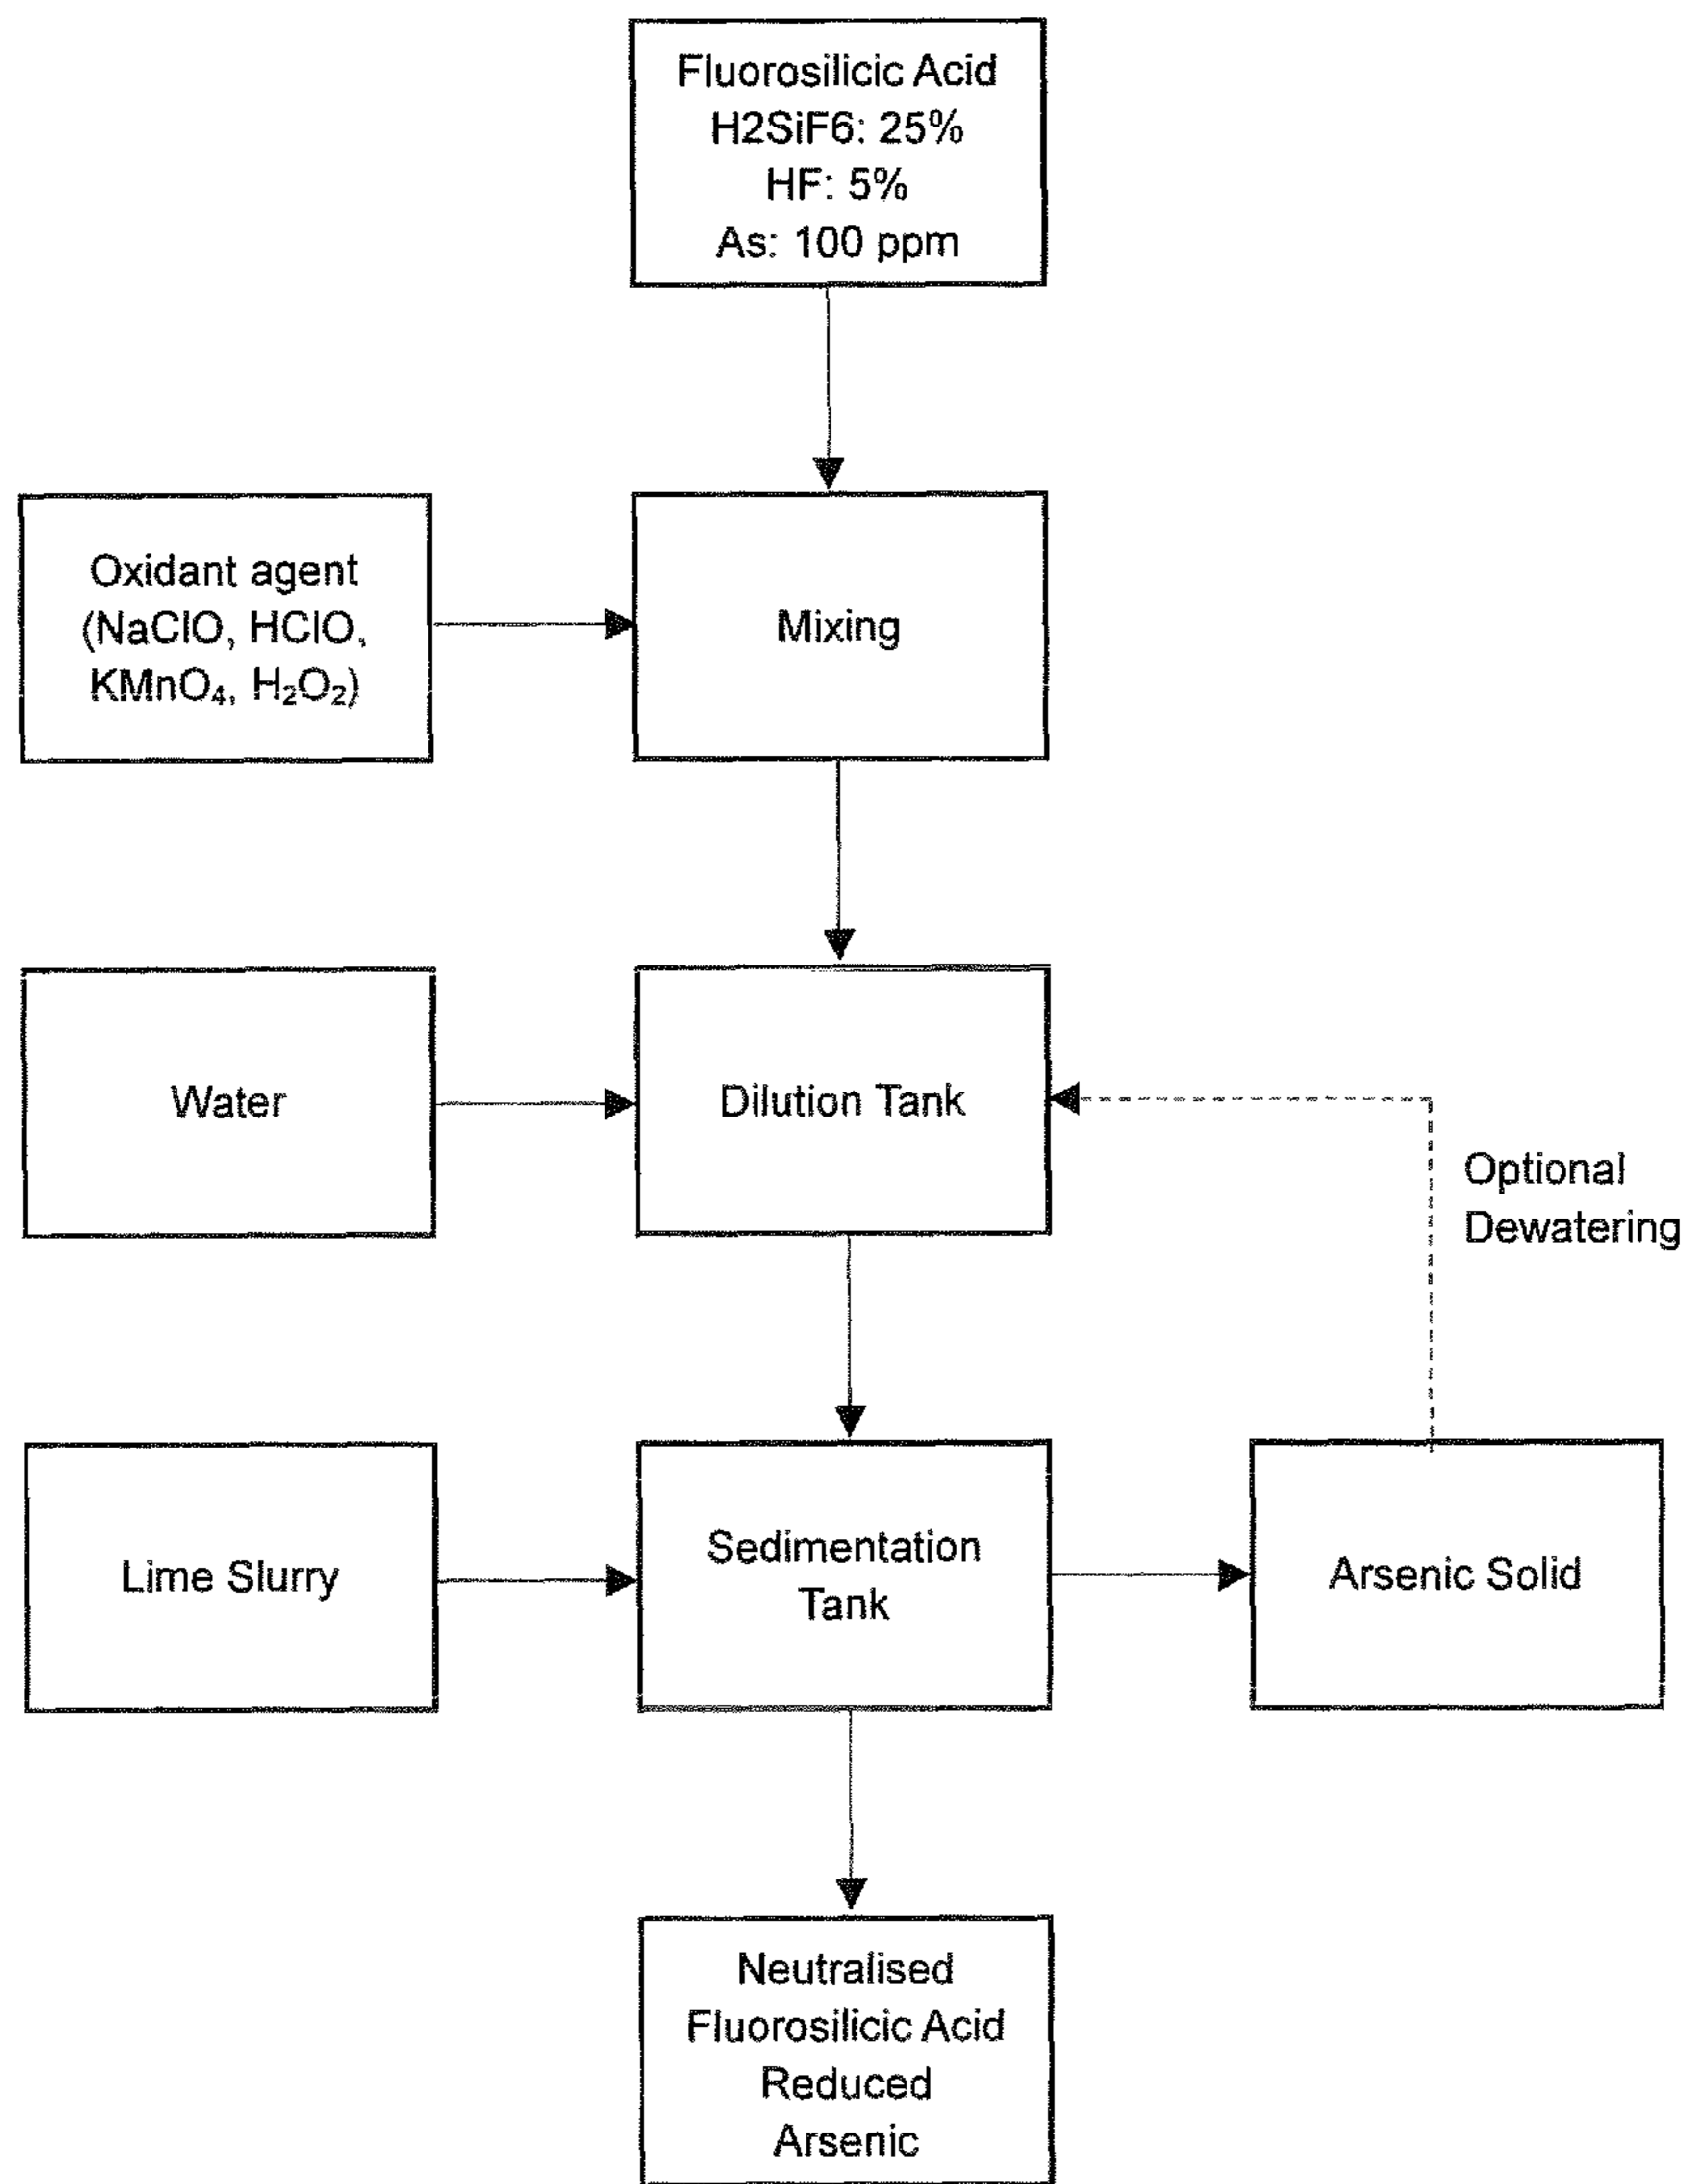 Fluorosilicic Acid
H2SiF6: 25%
HF: 5%
As: 100 ppm
Oxidant agent
(NaClO, HClO,
KMnO₄, H₂O₂)
Mixing
Water
Dilution Tank
Optional
Dewatering
Lime Slurry
Sedimentation
Tank
Arsenic Solid
Neutralised
Fluorosilicic Acid
Reduced
Arsenic